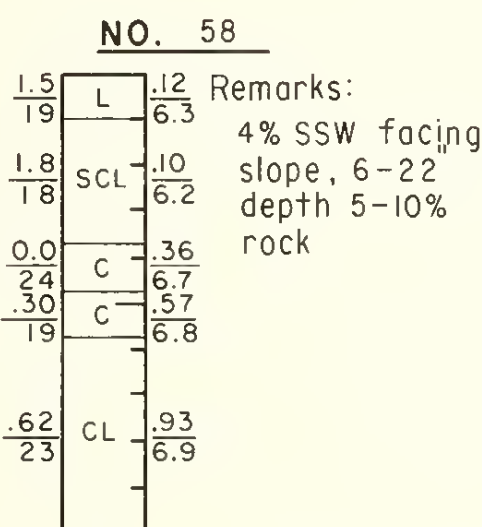 NO. 58
1.5 L .12 Remarks:
19 6.3
4% SSW facing
1.8 SCL .10 slope, 6-22"
18 6.2 depth 5-10%
rock
0.0 C .36
24 6.7
.30 C .57
19 6.8
.62 CL .93
23 6.9